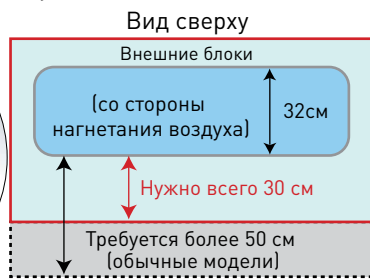 Вид сверху
Внешние блоки
(со стороны
нагнетания воздуха)
32см
Нужно всего 30 см
Требуется более 50 см
(обычные модели)